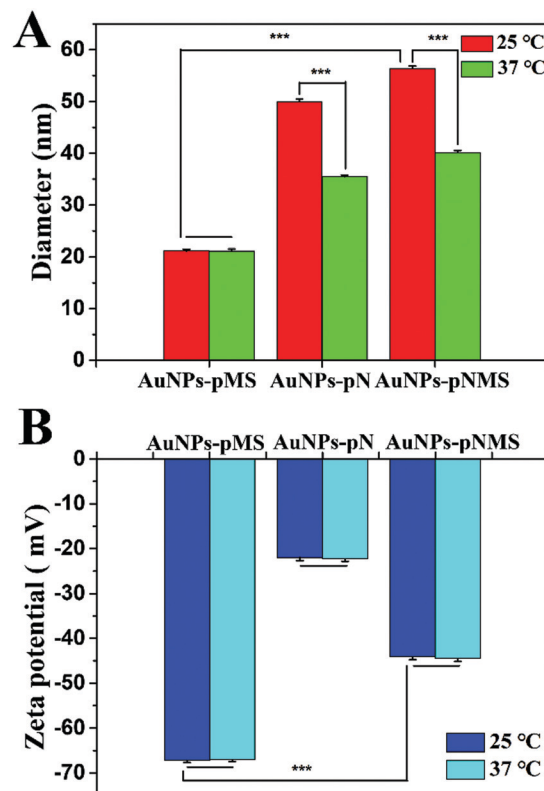 A
60
50
40
30
20
10
0
Diameter (nm)
***
***
***
25 °C
37 °C
AuNPs-pMS
AuNPs-pN
AuNPs-pNMS
B
AuNPs-pMS
AuNPs-pN
AuNPs-pNMS
0
-10
-20
-30
-40
-50
-60
-70
Zeta potential ( mV)
***
25 °C
37 °C